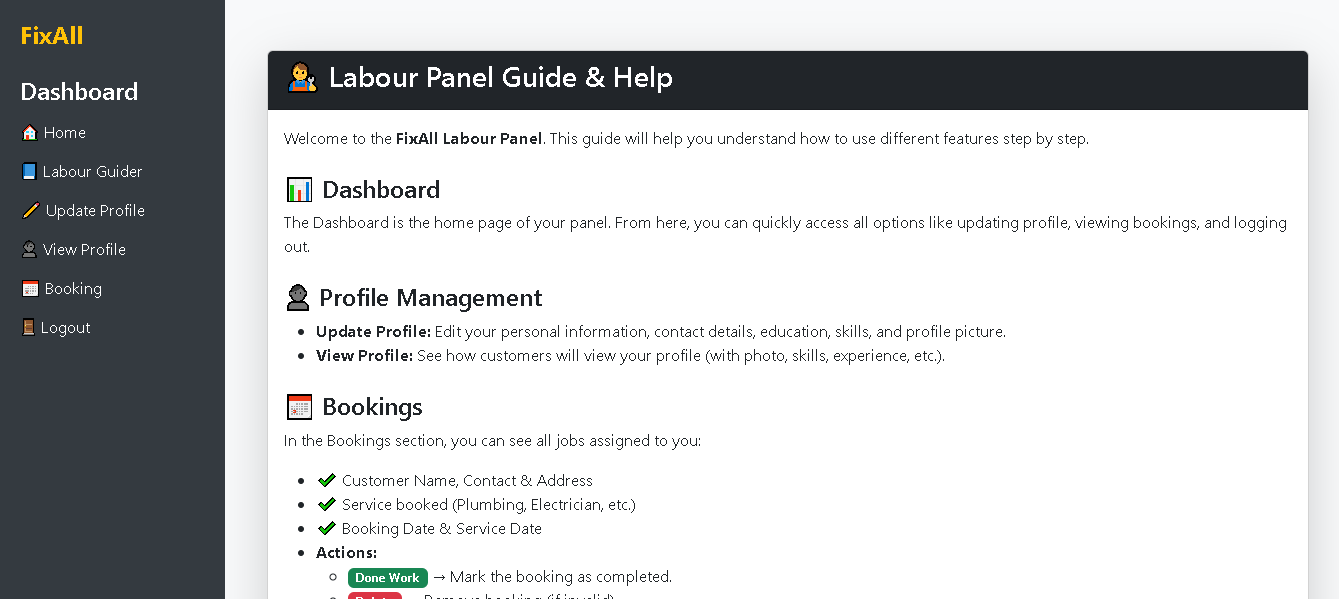 FixAll
Dashboard
Home
Labour Guider
Update Profile
View Profile
Booking
Logout
Labour Panel Guide & Help
Welcome to the FixAll Labour Panel. This guide will help you understand how to use different features step by step.
Dashboard
The Dashboard is the home page of your panel. From here, you can quickly access all options like updating profile, viewing bookings, and logging
out.
Profile Management
Update Profile: Edit your personal information, contact details, education, skills, and profile picture.
View Profile: See how customers will view your profile (with photo, skills, experience, etc.).
Bookings
In the Bookings section, you can see all jobs assigned to you:
Customer Name, Contact & Address
Service booked (Plumbing, Electrician, etc.)
Booking Date & Service Date
Actions:
Done Work → Mark the booking as completed.
Remove booking (if invalid)